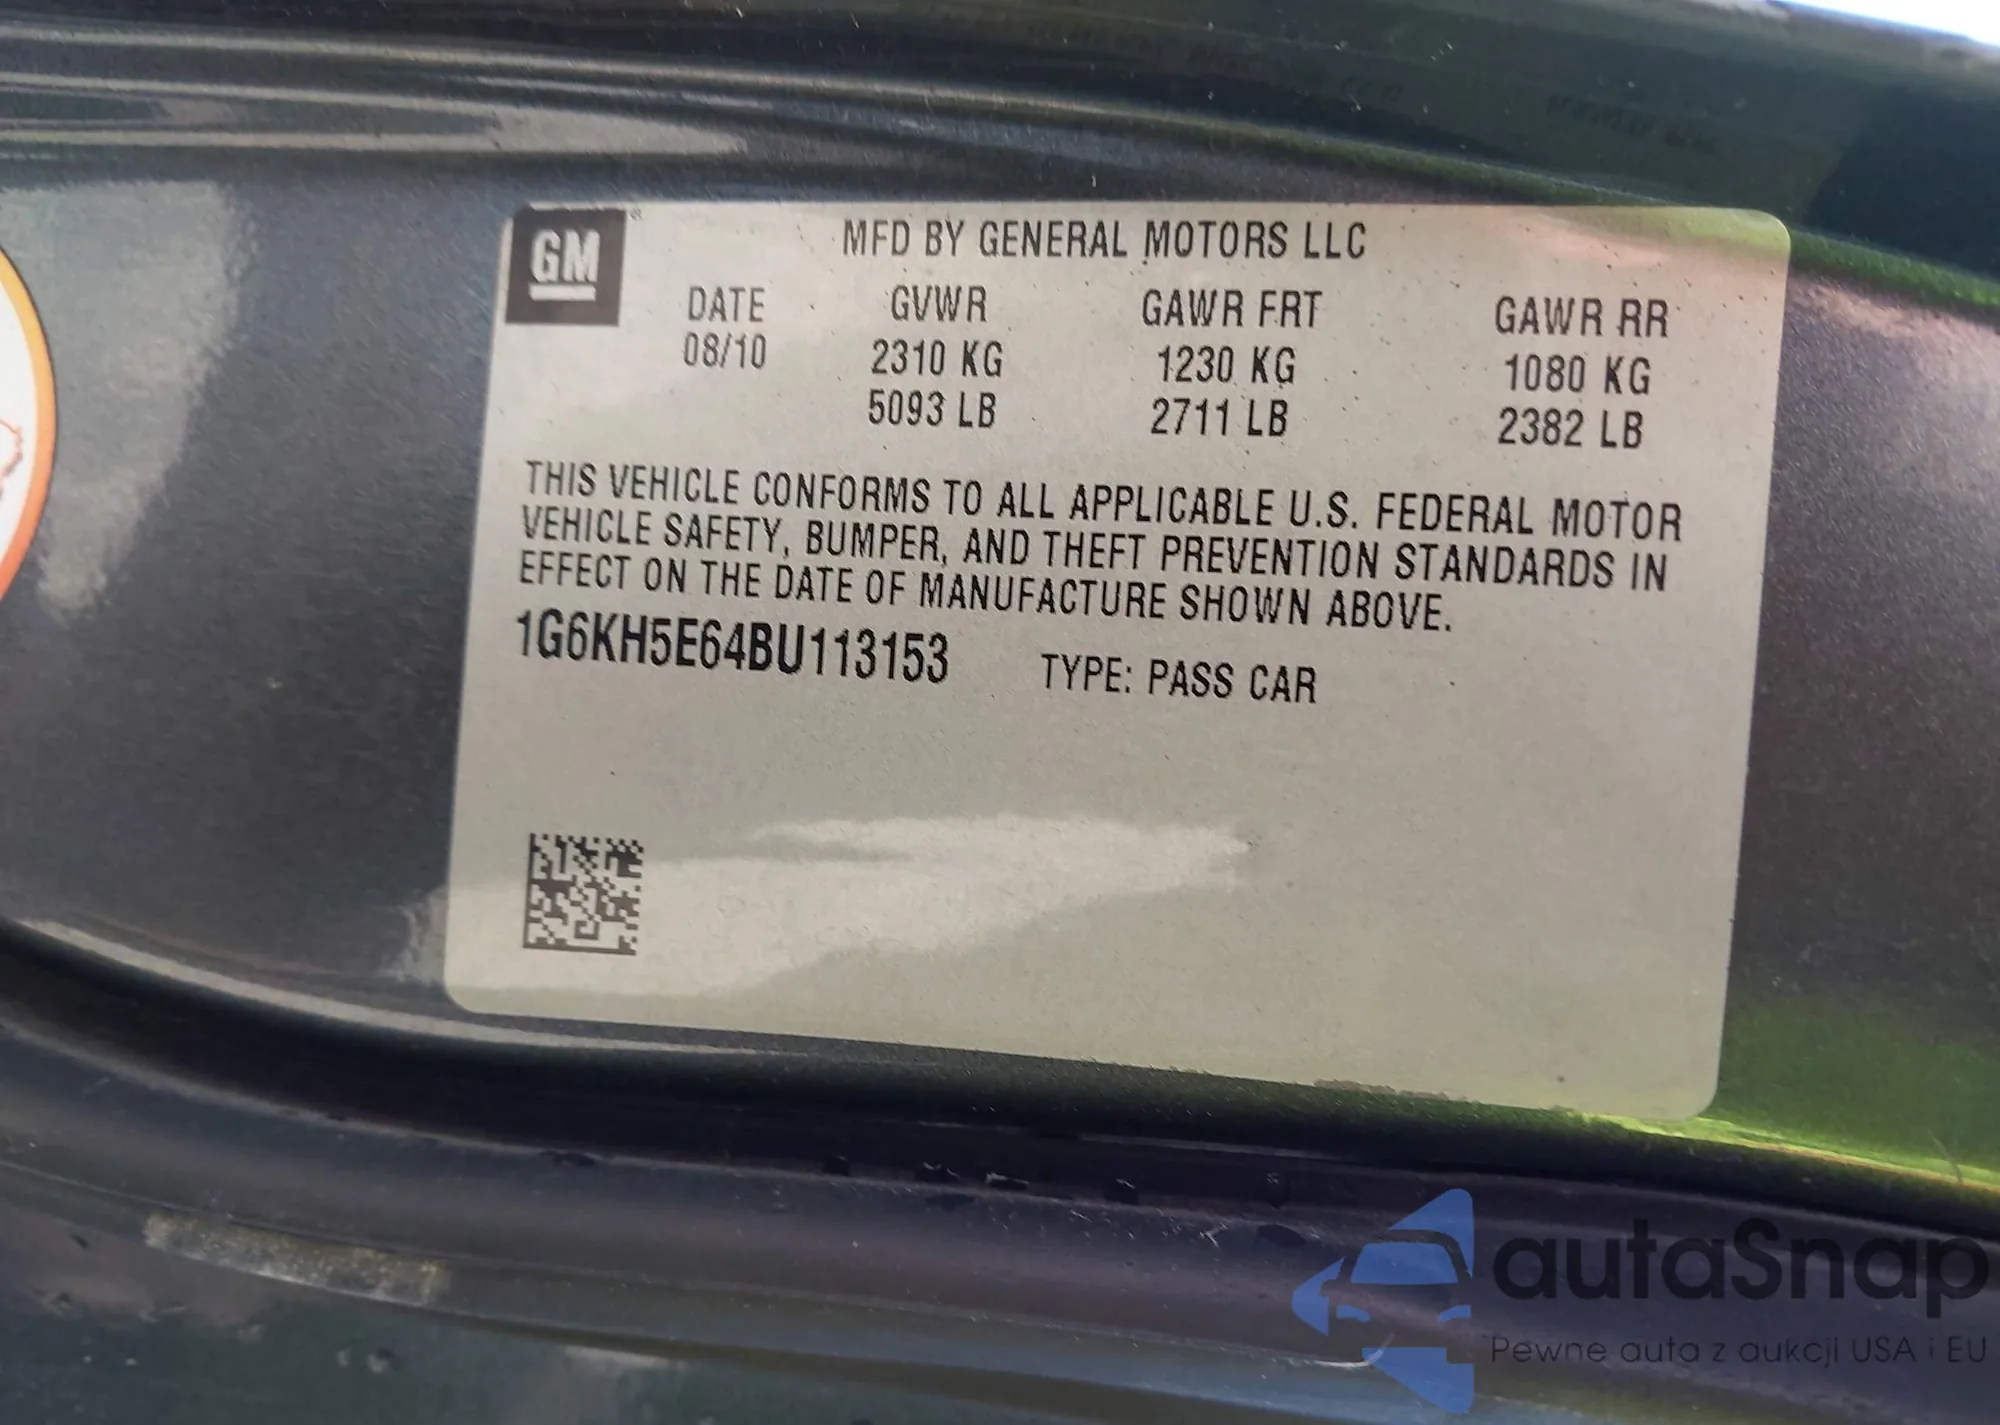 GM
MFD BY GENERAL MOTORS LLC
DATE GVWR GAWR FRT GAWR RR
08/10 2310 KG 1230 KG 1080 KG
5093 LB 2711 LB 2382 LB
THIS VEHICLE CONFORMS TO ALL APPLICABLE U.S. FEDERAL MOTOR
VEHICLE SAFETY, BUMPER, AND THEFT PREVENTION STANDARDS IN
EFFECT ON THE DATE OF MANUFACTURE SHOWN ABOVE.
1G6KH5E64BU113153 TYPE: PASS CAR
autaSnap
Pewne auta z aukcji USA i EU